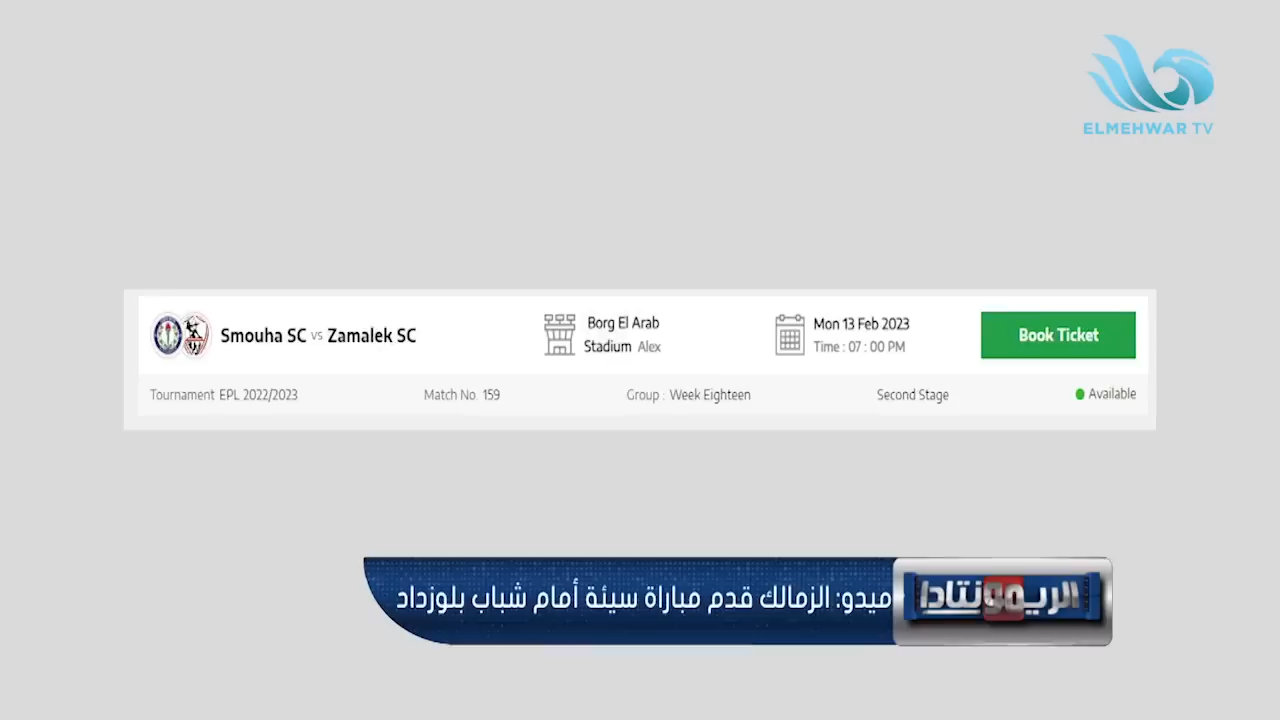 ELMEHWAR TV
Smouha SC vs Zamalek SC
Borg El Arab
Stadium Alex
Mon 13 Feb 2023
Time : 07 : 00 PM
Book Ticket
Tournament EPL 2022/2023
Match No. 159
Group : Week Eighteen
Second Stage
Available
الريمونتادا
ميدو: الزمالك قدم مباراة سيئة أمام شباب بلوزداد